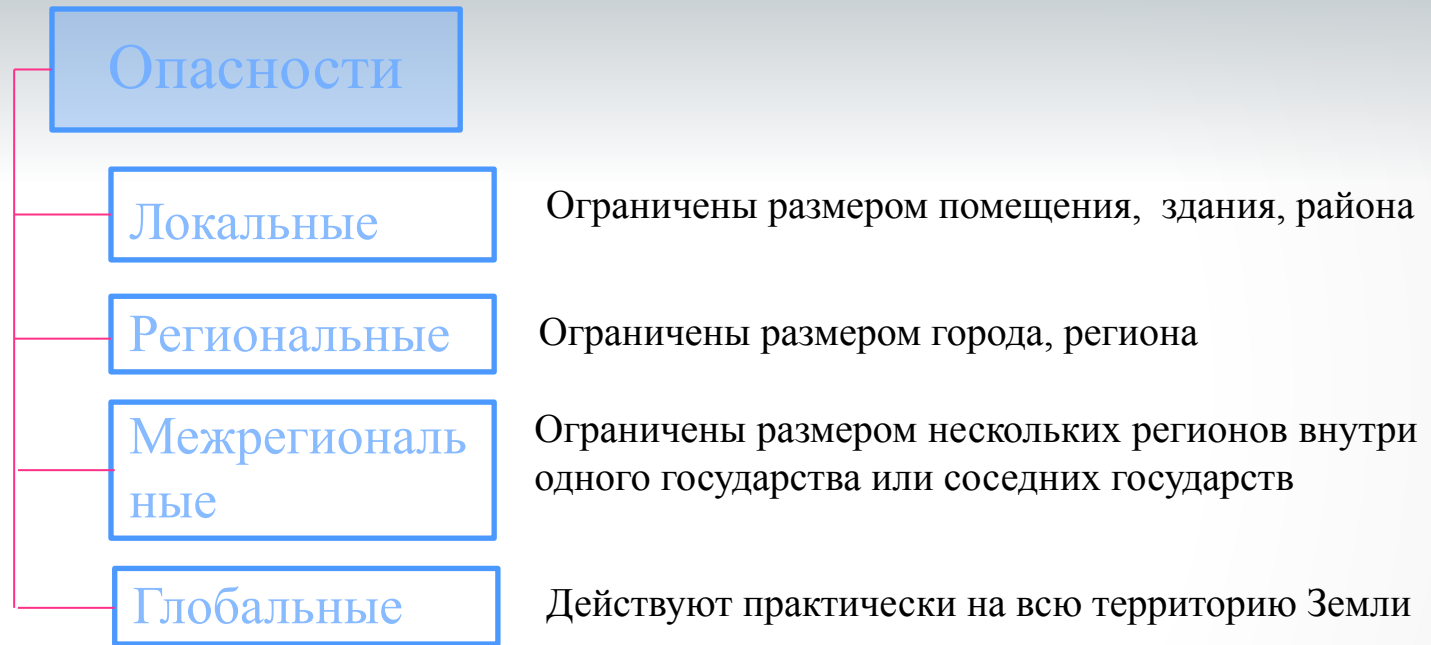 Опасности
Локальные
Ограничены размером помещения, здания, района
Региональные
Ограничены размером города, региона
Межрегиональ
ные
Ограничены размером нескольких регионов внутри
одного государства или соседних государств
Глобальные
Действуют практически на всю территорию Земли